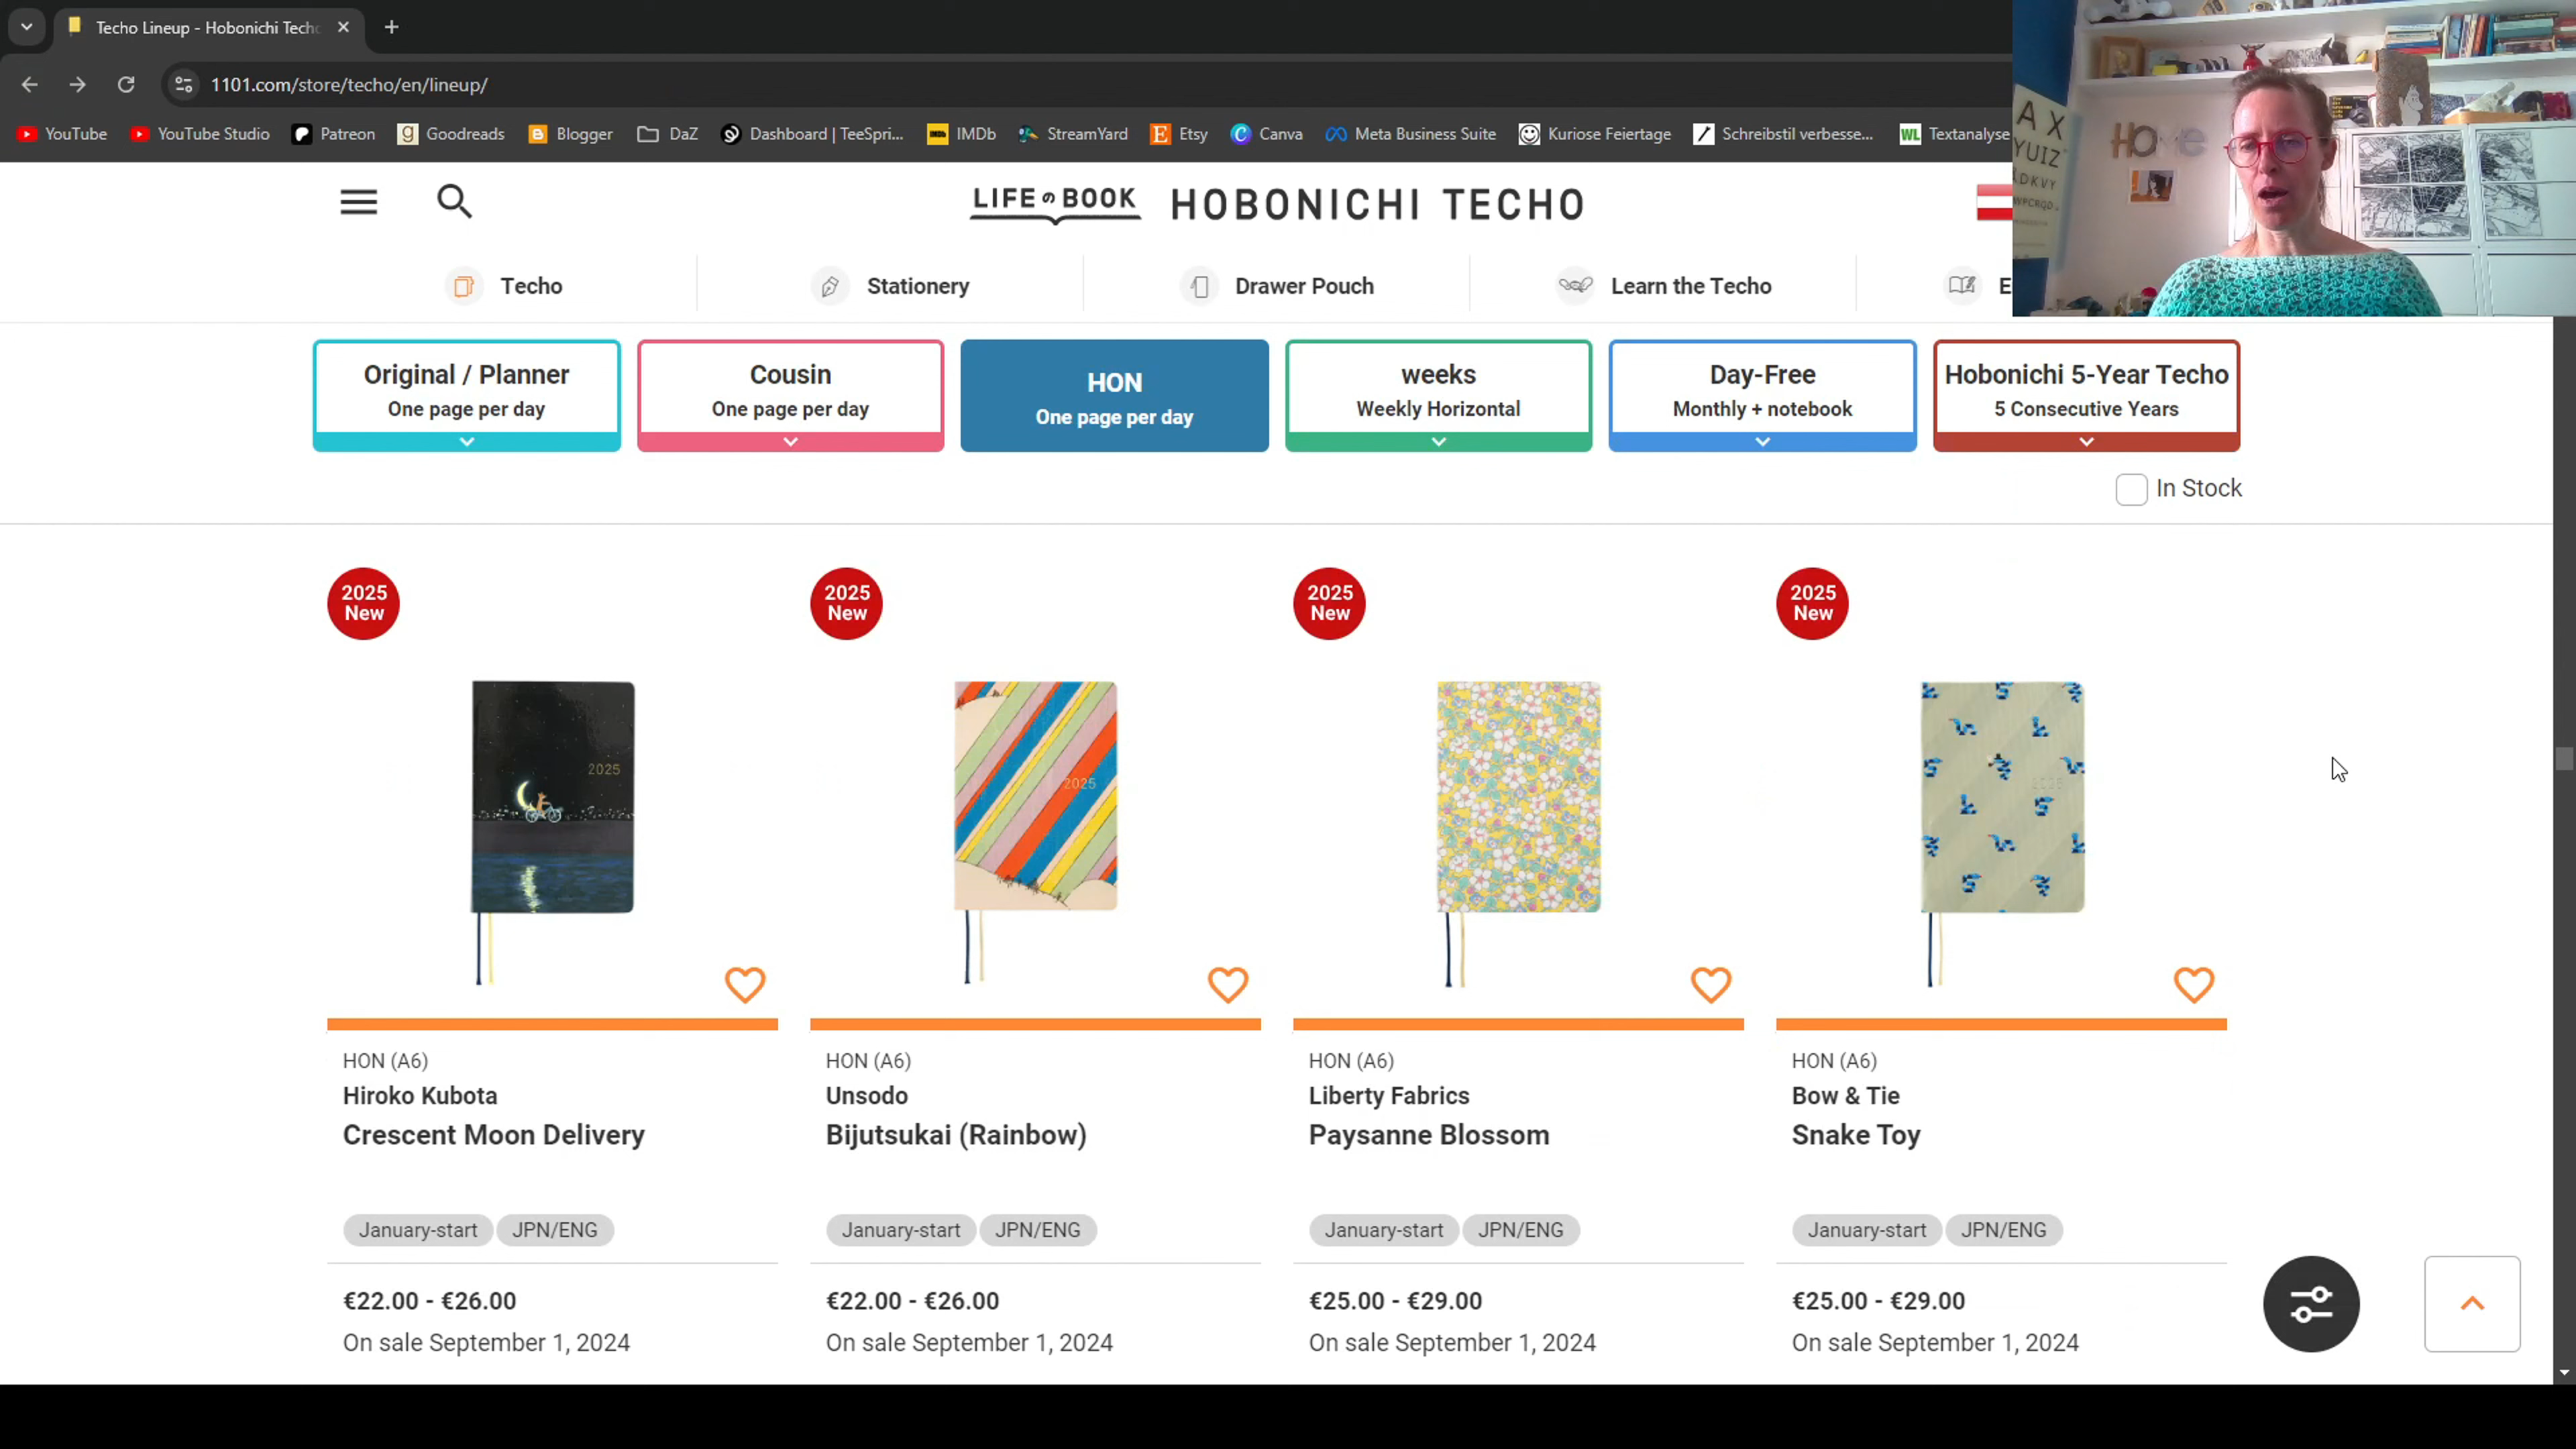 Techo Lineup - Hobonichi Techo
1101.com/store/techo/en/lineup/
YouTube
YouTube Studio
Patreon
Goodreads
Blogger
DaZ
Dashboard | TeeSpri...
IMDb
StreamYard
Etsy
Canva
Meta Business Suite
Kuriose Feiertage
Schreibstil verbesse...
WL Textanalyse
LIFE の BOOK HOBONICHI TECHO
Techo
Stationery
Drawer Pouch
Learn the Techo
E
Original / Planner
One page per day
Cousin
One page per day
HON
One page per day
weeks
Weekly Horizontal
Day-Free
Monthly + notebook
Hobonichi 5-Year Techo
5 Consecutive Years
In Stock
2025
New
2025
New
2025
New
2025
New
2025
2025
HON (A6)
Hiroko Kubota
Crescent Moon Delivery
January-start JPN/ENG
€22.00 - €26.00
On sale September 1, 2024
HON (A6)
Unsodo
Bijutsukai (Rainbow)
January-start JPN/ENG
€22.00 - €26.00
On sale September 1, 2024
HON (A6)
Liberty Fabrics
Paysanne Blossom
January-start JPN/ENG
€25.00 - €29.00
On sale September 1, 2024
HON (A6)
Bow & Tie
Snake Toy
January-start JPN/ENG
€25.00 - €29.00
On sale September 1, 2024
A X
YUIZ
DKVY
HOme